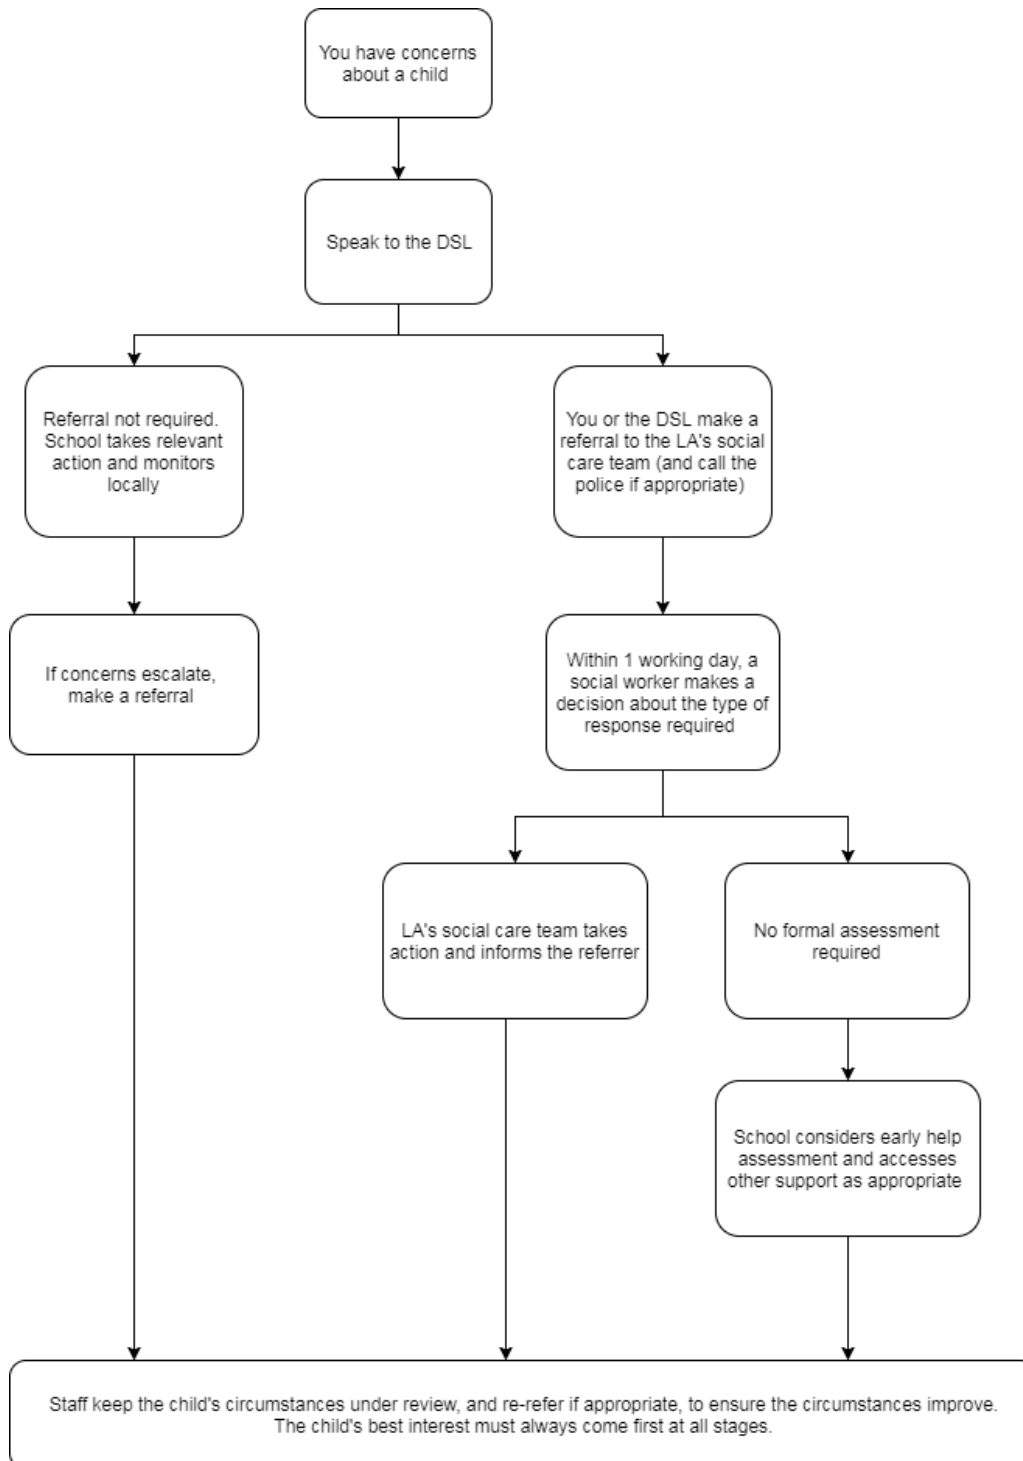 You have concerns
about a child
Speak to the DSL
Referral not required.
School takes relevant
action and monitors
locally
You or the DSL make a
referral to the LA's social
care team (and call the
police if appropriate)
If concerns escalate,
make a referral
Within 1 working day, a
social worker makes a
decision about the type of
response required
LA's social care team takes
action and informs the referrer
No formal assessment
required
School considers early help
assessment and accesses
other support as appropriate
Staff keep the child's circumstances under review, and re-refer if appropriate, to ensure the circumstances improve.
The child's best interest must always come first at all stages.